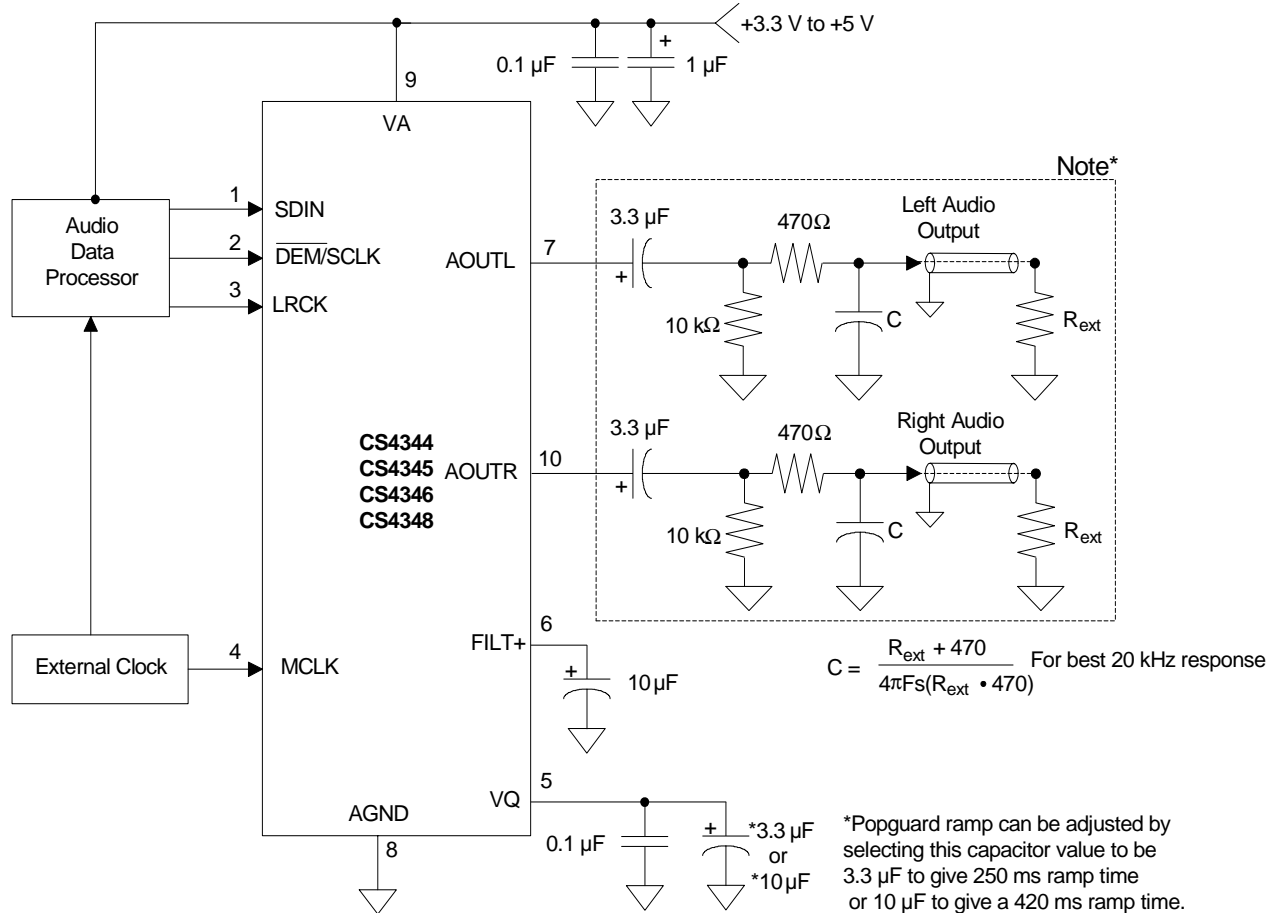 +3.3 V to +5 V
0.1 µF
+
1 µF
9
VA
Note*
Audio
Data
Processor
1
SDIN
2
DEM/SCLK
3
LRCK
AOUTL
7
3.3 µF
+
470Ω
Left Audio
Output
10 kΩ
C
Rext
CS4344
CS4345
CS4346
CS4348
AOUTR
10
3.3 µF
+
470Ω
Right Audio
Output
10 kΩ
C
Rext
External Clock
4
MCLK
FILT+
6
+
10 µF
C = Rext + 470 / 4πFs(Rext • 470) For best 20 kHz response
VQ
5
0.1 µF
+
*3.3 µF
or
*10 µF
AGND
8
*Popguard ramp can be adjusted by
selecting this capacitor value to be
3.3 µF to give 250 ms ramp time
or 10 µF to give a 420 ms ramp time.